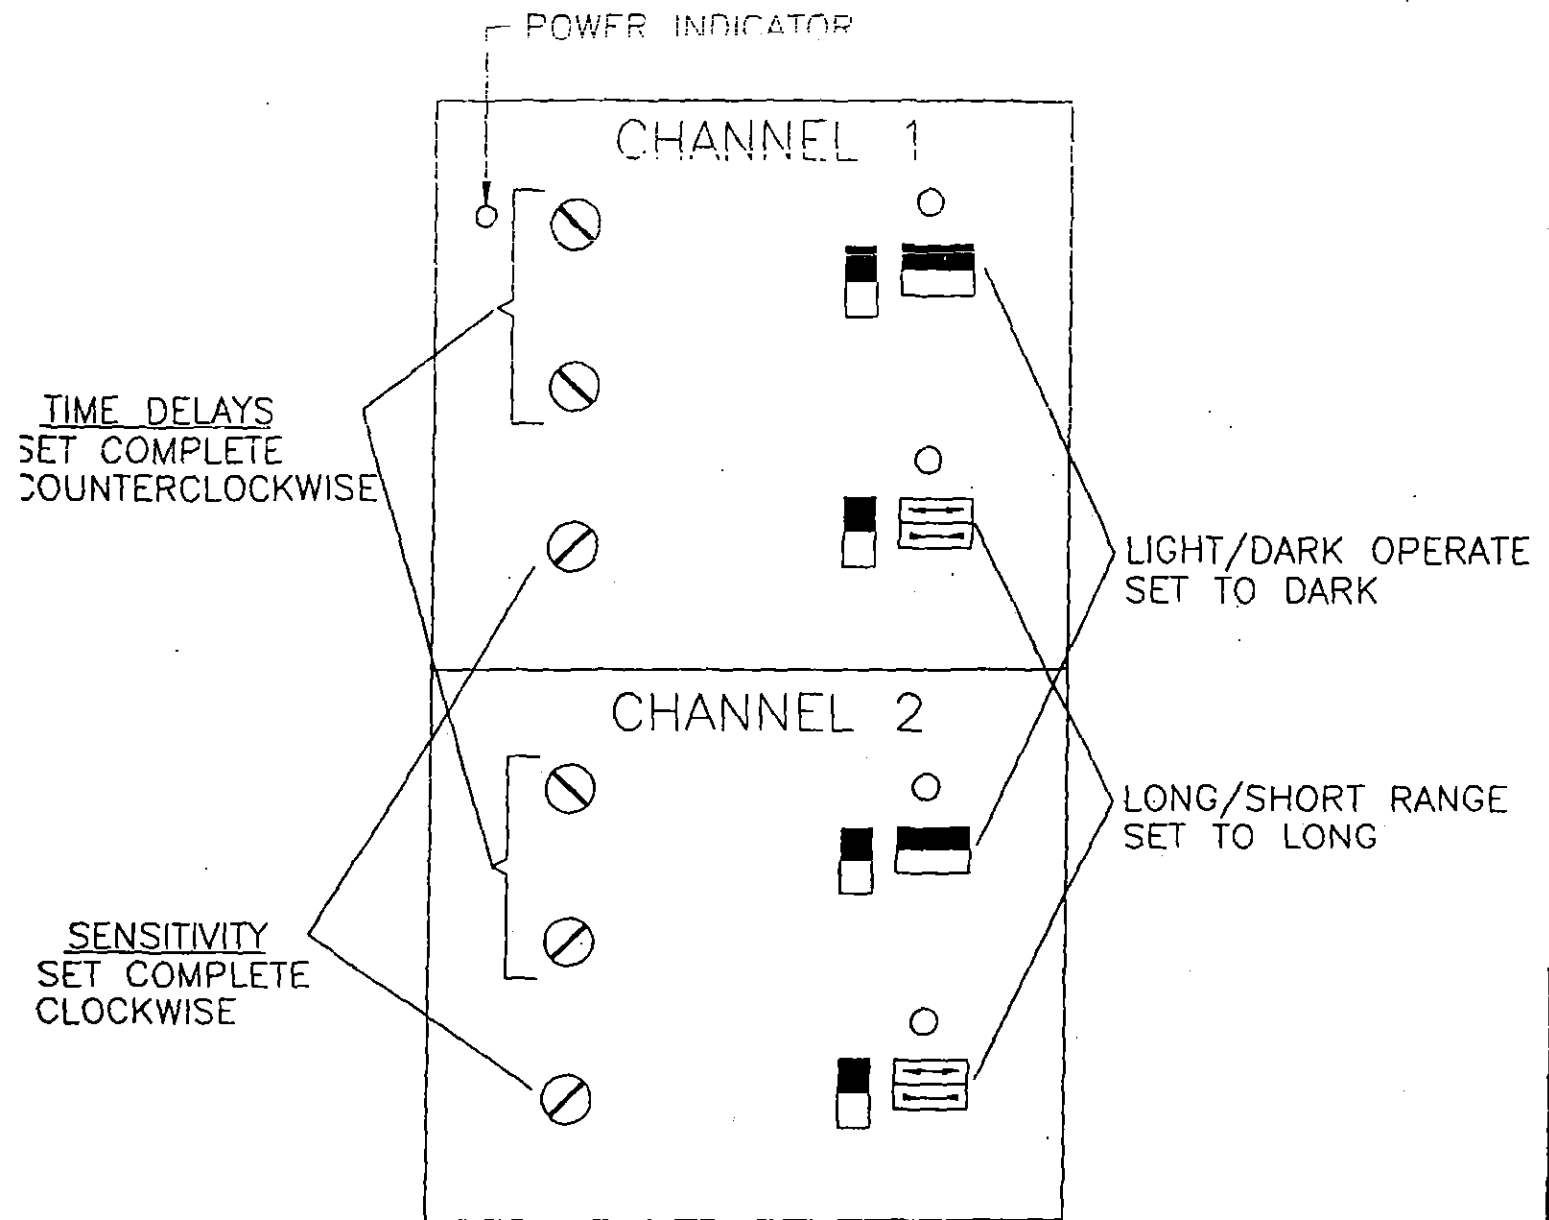 POWER INDICATOR
CHANNEL 1
TIME DELAYS
SET COMPLETE
COUNTERCLOCKWISE
LIGHT/DARK OPERATE
SET TO DARK
CHANNEL 2
LONG/SHORT RANGE
SET TO LONG
SENSITIVITY
SET COMPLETE
CLOCKWISE